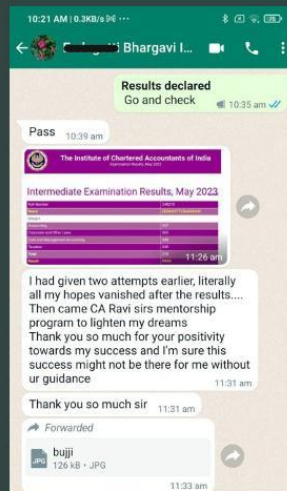 10:21 AM | 0.3KB/s
Bhargavi I...
Results declared
Go and check
10:35 am
Pass 10:39 am
The Institute of Chartered Accountants of India
Intermediate Examination Results, May 2023
11:26 am
I had given two attempts earlier, literally
all my hopes vanished after the results....
Then came CA Ravi sirs mentorship
program to lighten my dreams
Thank you so much for your positivity
towards my success and I'm sure this
success might not be there for me without
ur guidance
11:31 am
Thank you so much sir 11:31 am
Forwarded
bujji
JPG
126 kB • JPG
11:33 am